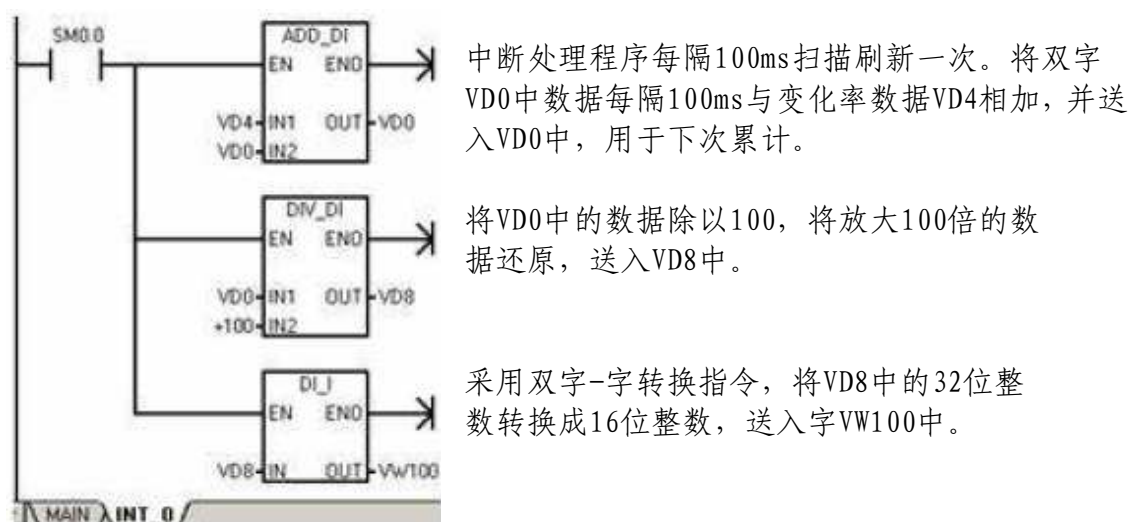 SM0.0
ADD_DI
EN ENO
VD4 IN1 OUT VD0
VD0 IN2
中断处理程序每隔100ms扫描刷新一次。将双字
VD0中数据每隔100ms与变化率数据VD4相加,并送
入VD0中,用于下次累计。
DIV_DI
EN ENO
VD0 IN1 OUT VD8
+100 IN2
将VD0中的数据除以100,将放大100倍的数
据还原,送入VD8中。
DI_I
EN ENO
VD8 IN OUT VW100
采用双字-字转换指令,将VD8中的32位整
数转换成16位整数,送入字VW100中。
MAIN INT_0